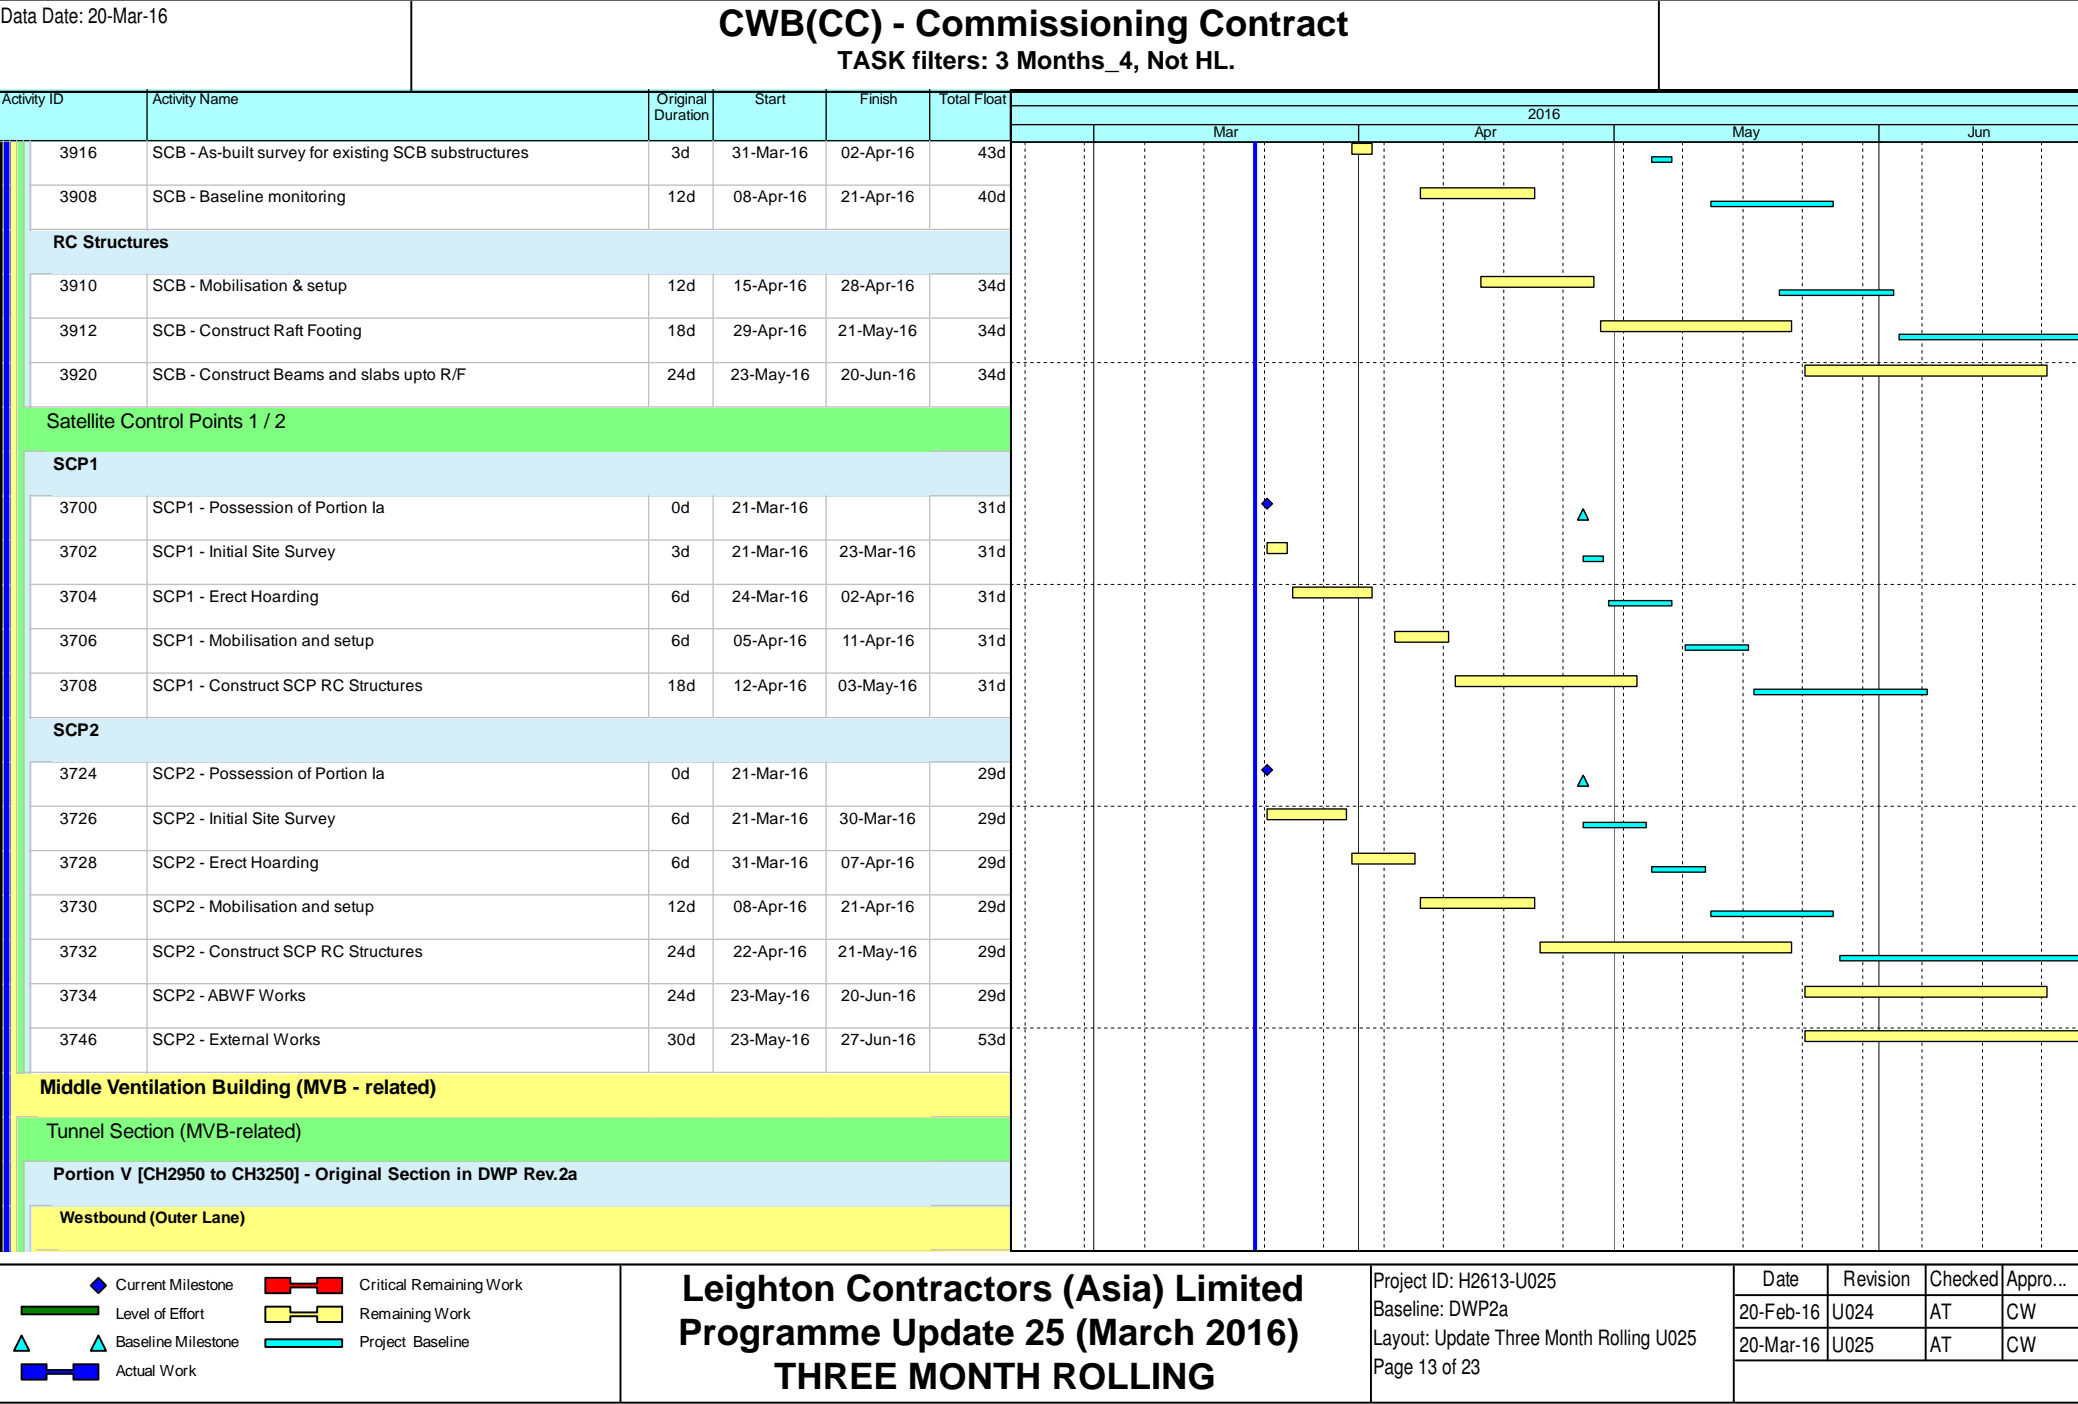 Data Date: 20-Mar-16
CWB(CC) - Commissioning Contract
TASK filters: 3 Months_4, Not HL.
Activity ID Activity Name Original Duration Start Finish Total Float
2016
Mar Apr May Jun
3916 SCB - As-built survey for existing SCB substructures 3d 31-Mar-16 02-Apr-16 43d
3908 SCB - Baseline monitoring 12d 08-Apr-16 21-Apr-16 40d
RC Structures
3910 SCB - Mobilisation & setup 12d 15-Apr-16 28-Apr-16 34d
3912 SCB - Construct Raft Footing 18d 29-Apr-16 21-May-16 34d
3920 SCB - Construct Beams and slabs upto R/F 24d 23-May-16 20-Jun-16 34d
Satellite Control Points 1 / 2
SCP1
3700 SCP1 - Possession of Portion Ia 0d 21-Mar-16 31d
3702 SCP1 - Initial Site Survey 3d 21-Mar-16 23-Mar-16 31d
3704 SCP1 - Erect Hoarding 6d 24-Mar-16 02-Apr-16 31d
3706 SCP1 - Mobilisation and setup 6d 05-Apr-16 11-Apr-16 31d
3708 SCP1 - Construct SCP RC Structures 18d 12-Apr-16 03-May-16 31d
SCP2
3724 SCP2 - Possession of Portion Ia 0d 21-Mar-16 29d
3726 SCP2 - Initial Site Survey 6d 21-Mar-16 30-Mar-16 29d
3728 SCP2 - Erect Hoarding 6d 31-Mar-16 07-Apr-16 29d
3730 SCP2 - Mobilisation and setup 12d 08-Apr-16 21-Apr-16 29d
3732 SCP2 - Construct SCP RC Structures 24d 22-Apr-16 21-May-16 29d
3734 SCP2 - ABWF Works 24d 23-May-16 20-Jun-16 29d
3746 SCP2 - External Works 30d 23-May-16 27-Jun-16 53d
Middle Ventilation Building (MVB - related)
Tunnel Section (MVB-related)
Portion V [CH2950 to CH3250] - Original Section in DWP Rev.2a
Westbound (Outer Lane)
Current Milestone Critical Remaining Work
Level of Effort Remaining Work
Baseline Milestone Project Baseline
Actual Work
Leighton Contractors (Asia) Limited
Programme Update 25 (March 2016)
THREE MONTH ROLLING
Project ID: H2613-U025
Baseline: DWP2a
Layout: Update Three Month Rolling U025
Page 13 of 23
Date Revision Checked Appro...
20-Feb-16 U024 AT CW
20-Mar-16 U025 AT CW